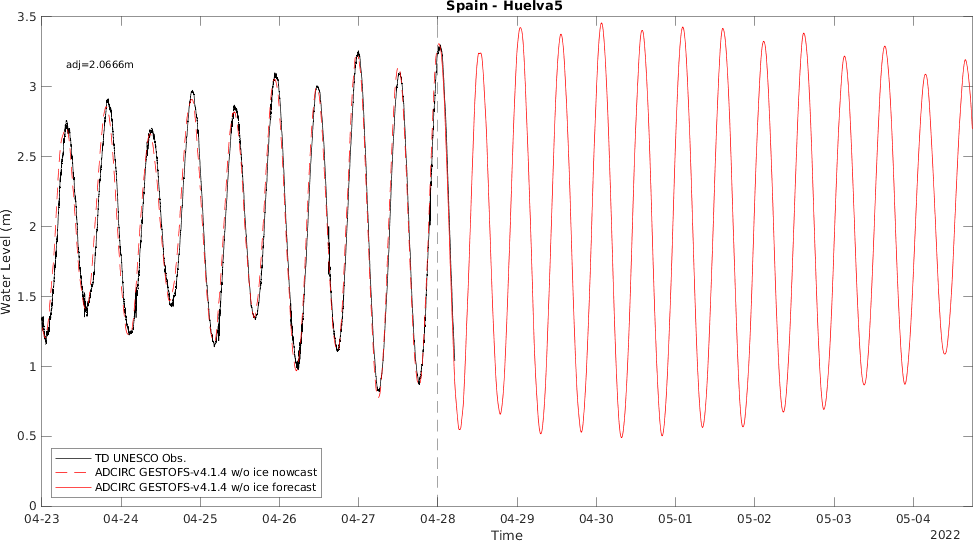 Spain - Huelva5
adj=2.0666m
Water Level (m)
3.5
3
2.5
2
1.5
1
0.5
0
TD UNESCO Obs.
ADCIRC GESTOFS-v4.1.4 w/o ice nowcast
ADCIRC GESTOFS-v4.1.4 w/o ice forecast
04-23 04-24 04-25 04-26 04-27 04-28 04-29 04-30 05-01 05-02 05-03 05-04
Time
2022